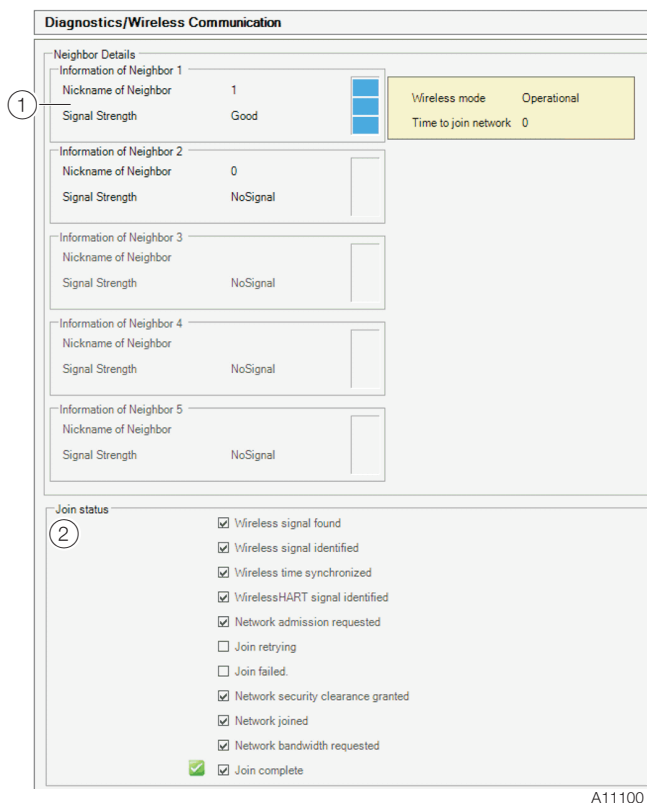 Diagnostics/Wireless Communication
Neighbor Details
Information of Neighbor 1
Nickname of Neighbor 1
Signal Strength Good
Wireless mode Operational
Time to join network 0
1
Information of Neighbor 2
Nickname of Neighbor 0
Signal Strength NoSignal
Information of Neighbor 3
Nickname of Neighbor
Signal Strength NoSignal
Information of Neighbor 4
Nickname of Neighbor
Signal Strength NoSignal
Information of Neighbor 5
Nickname of Neighbor
Signal Strength NoSignal
Join status
2
Wireless signal found
Wireless signal identified
Wireless time synchronized
WirelessHART signal identified
Network admission requested
Join retrying
Join failed.
Network security clearance granted
Network joined
Network bandwidth requested
Join complete
A11100